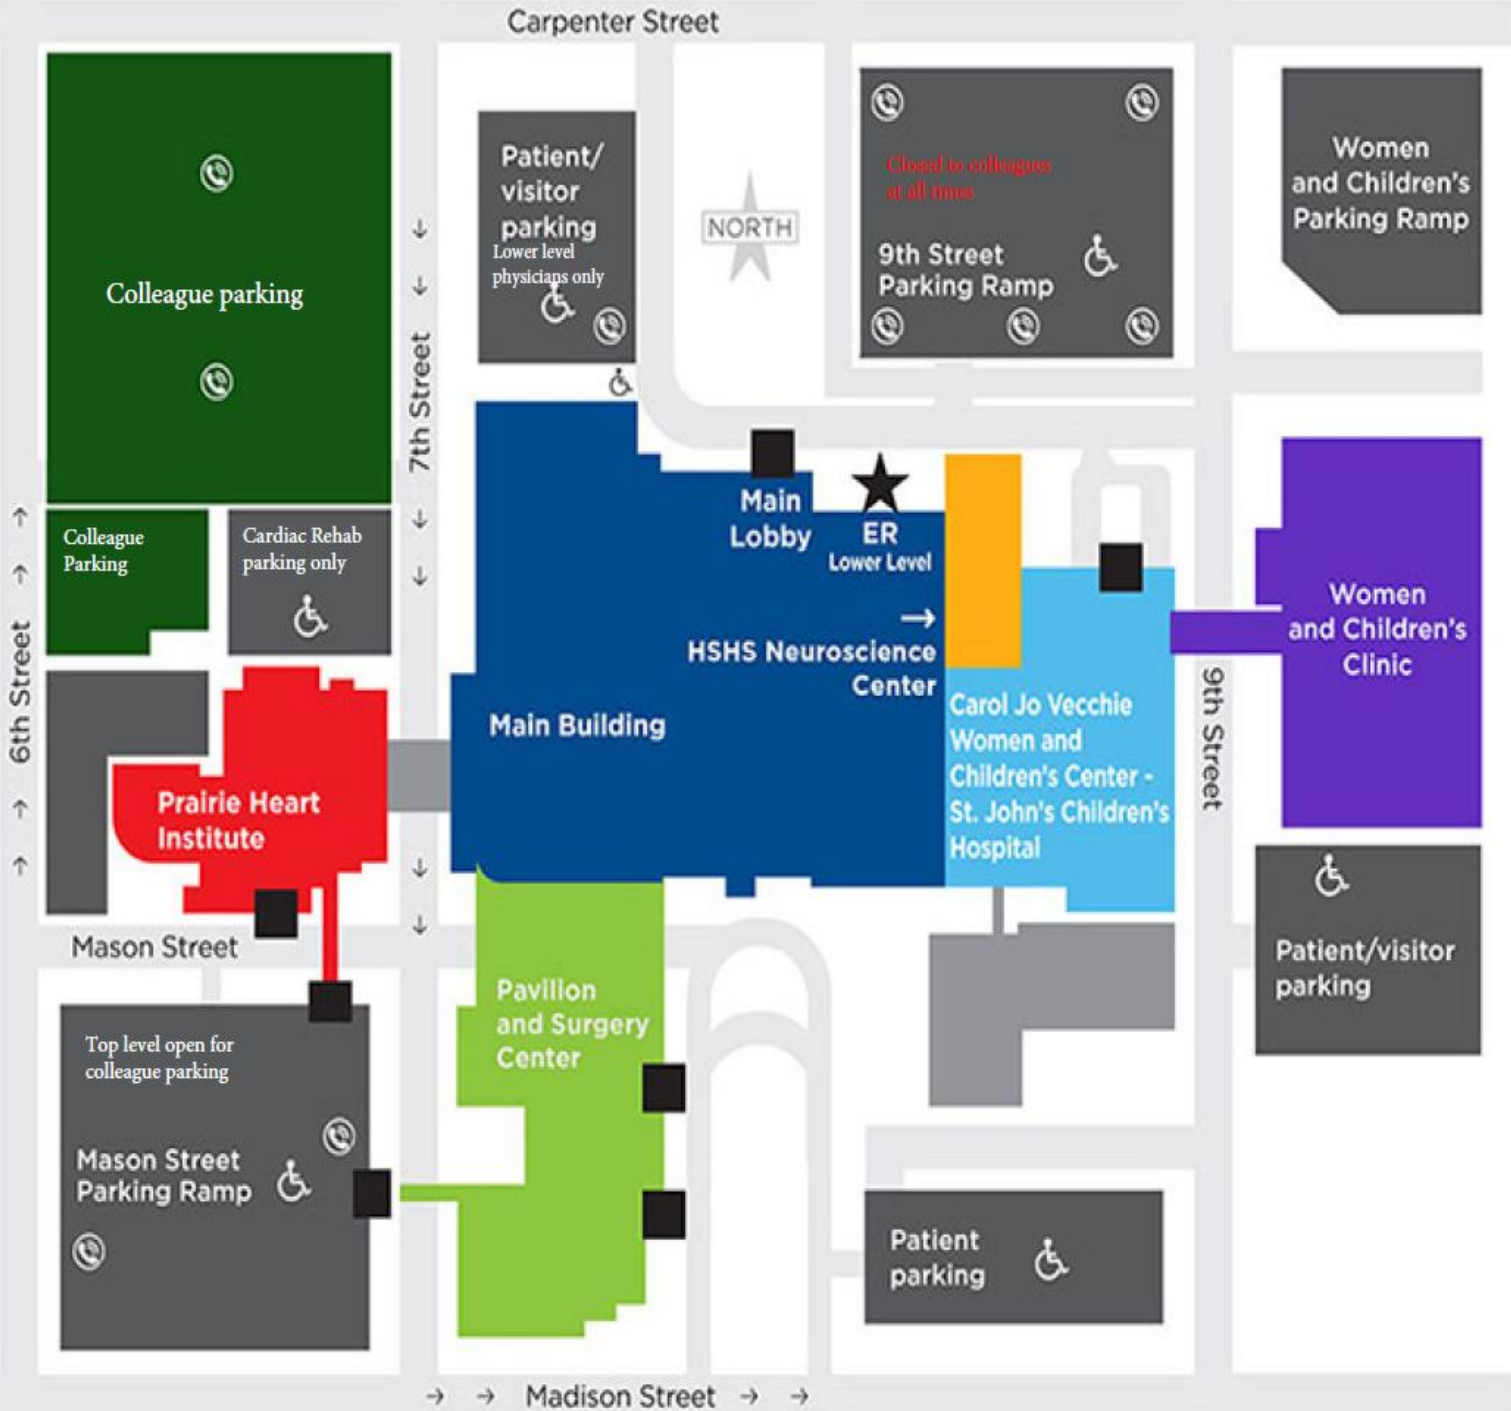 Carpenter Street
Colleague parking
Patient/
visitor
parking
Lower level
physicians only
NORTH
Closed to colleagues
at all times
9th Street
Parking Ramp
Women
and Children's
Parking Ramp
7th Street
Colleague
Parking
Cardiac Rehab
parking only
6th Street
Main
Lobby
ER
Lower Level
HSHS Neuroscience
Center
Main Building
Carol Jo Vecchie
Women and
Children's Center -
St. John's Children's
Hospital
Women
and Children's
Clinic
9th Street
Prairie Heart
Institute
Mason Street
Patient/visitor
parking
Pavilion
and Surgery
Center
Top level open for
colleague parking
Mason Street
Parking Ramp
Patient
parking
Madison Street